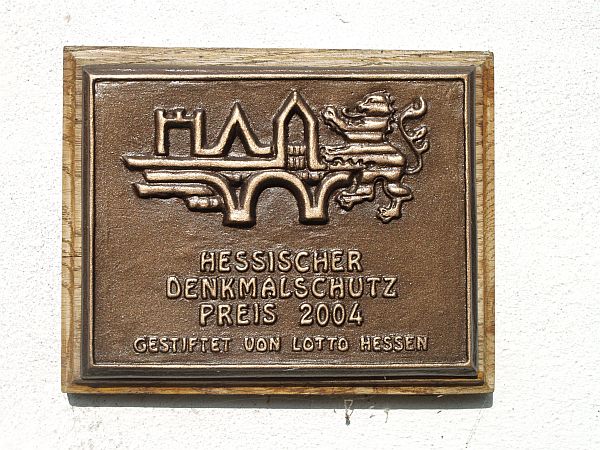 HESSISCHER
DENKMALSCHUTZ
PREIS 2004
GESTIFTET VON LOTTO HESSEN